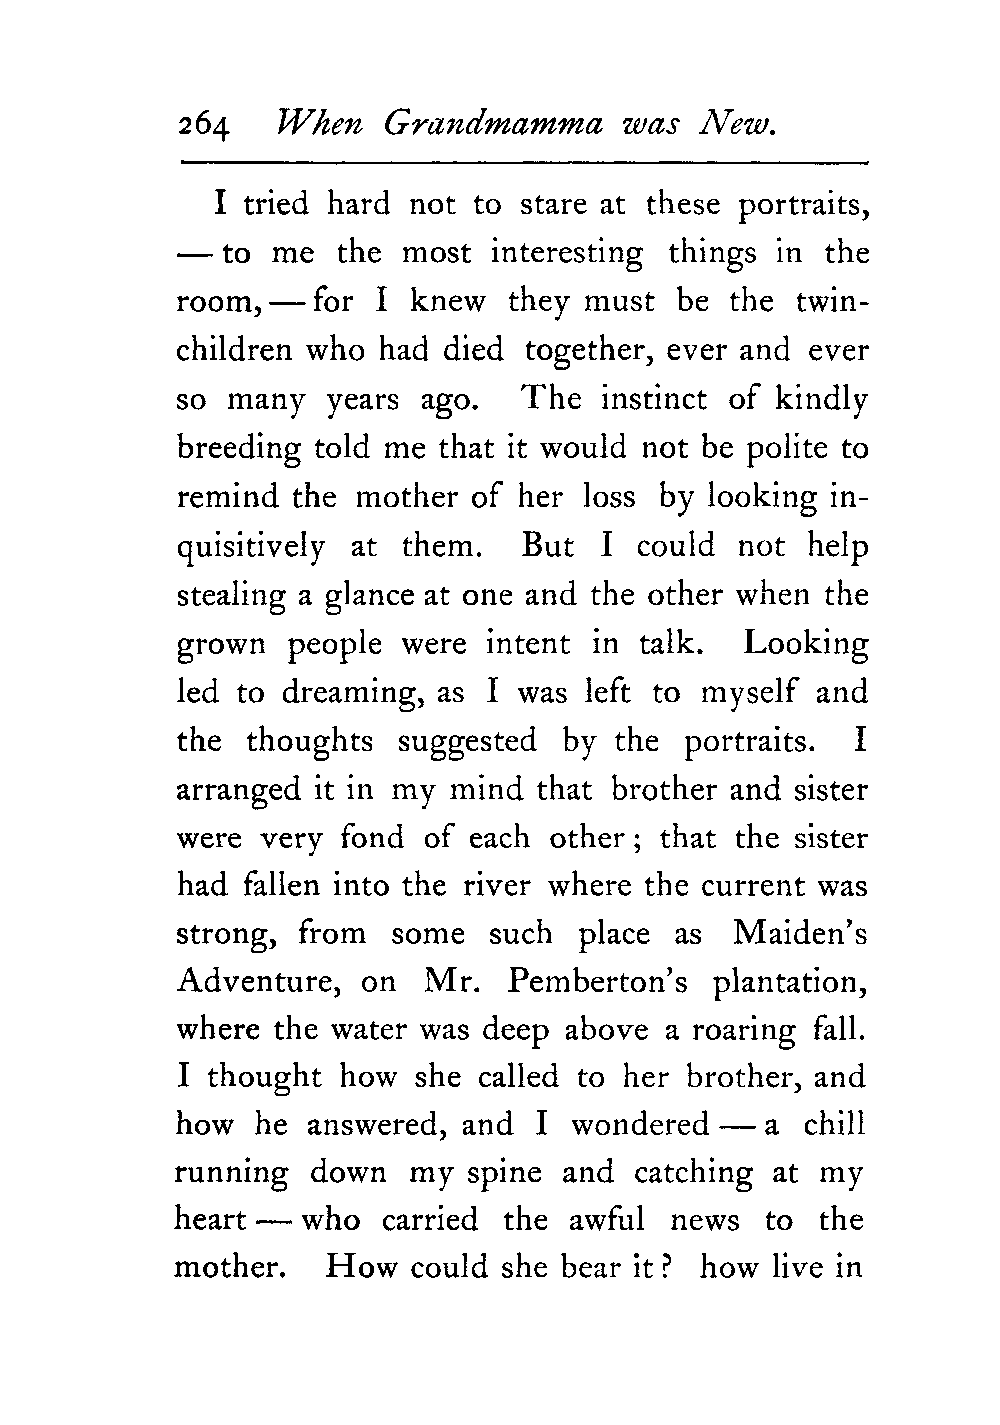 264 When Grandmamma was New.
I tried hard not to stare at these portraits,
— to me the most interesting things in the
room, — for I knew they must be the twin-
children who had died together, ever and ever
so many years ago. The instinct of kindly
breeding told me that it would not be polite to
remind the mother of her loss by looking in-
quisitively at them. But I could not help
stealing a glance at one and the other when the
grown people were intent in talk. Looking
led to dreaming, as I was left to myself and
the thoughts suggested by the portraits. I
arranged it in my mind that brother and sister
were very fond of each other; that the sister
had fallen into the river where the current was
strong, from some such place as Maiden's
Adventure, on Mr. Pemberton's plantation,
where the water was deep above a roaring fall.
I thought how she called to her brother, and
how he answered, and I wondered — a chill
running down my spine and catching at my
heart — who carried the awful news to the
mother. How could she bear it? how live in